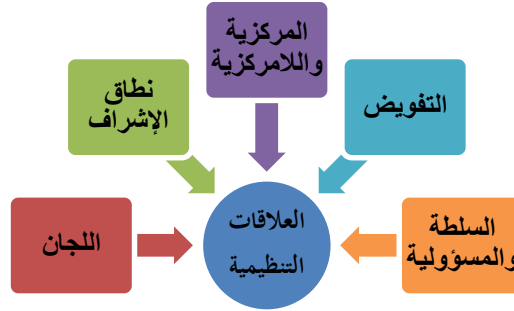 المركزية
واللامركزية
نطاق
الإشراف
التفويض
العلاقات
التنظيمية
اللجان
السلطة
والمسؤولية